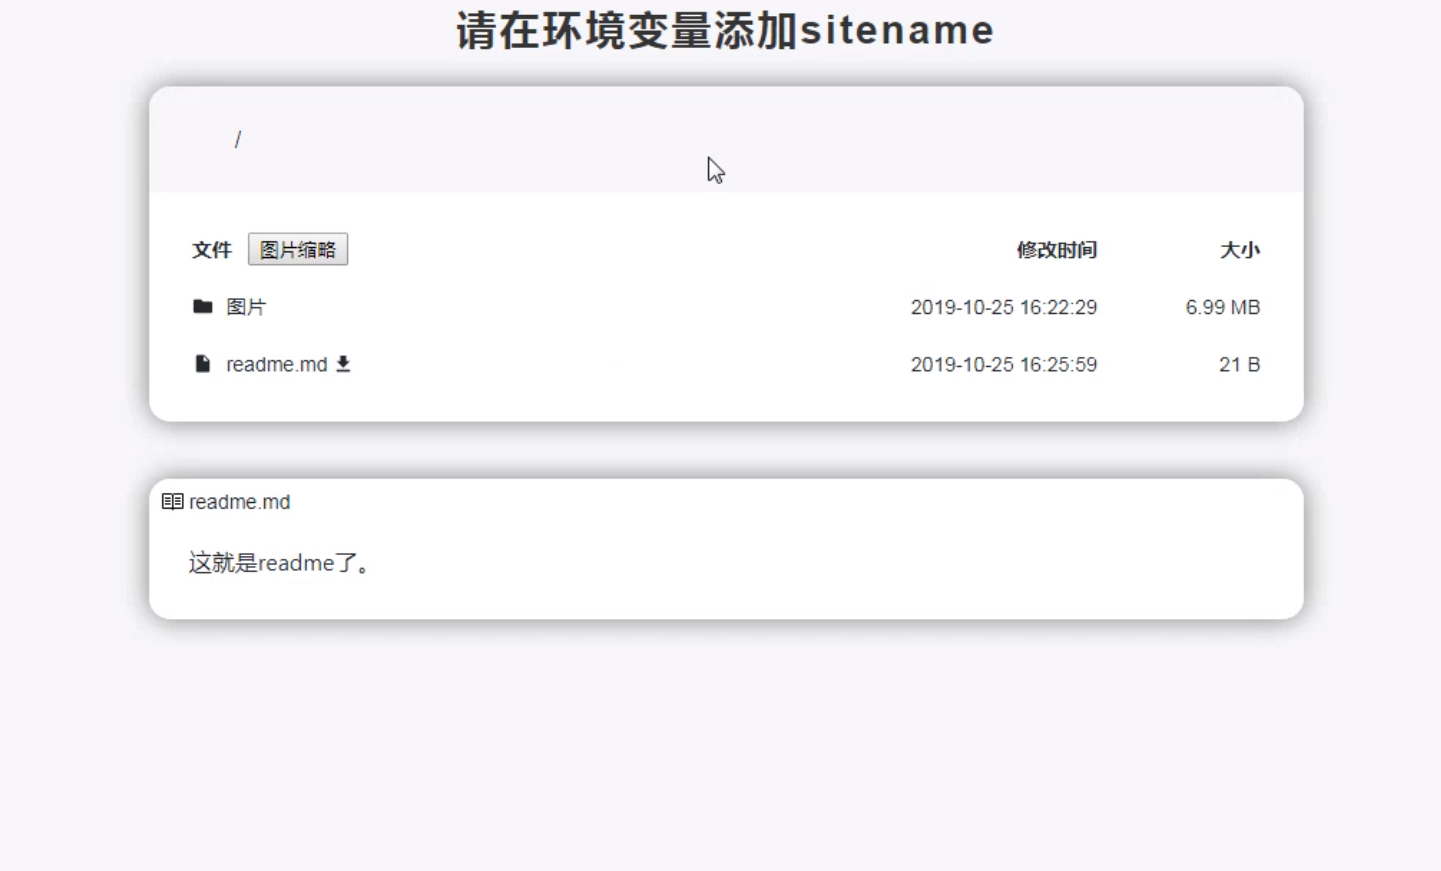 请在环境变量添加sitename
/
文件 图片缩略 修改时间 大小
图片 2019-10-25 16:22:29 6.99 MB
readme.md 2019-10-25 16:25:59 21 B
readme.md
这就是readme了。